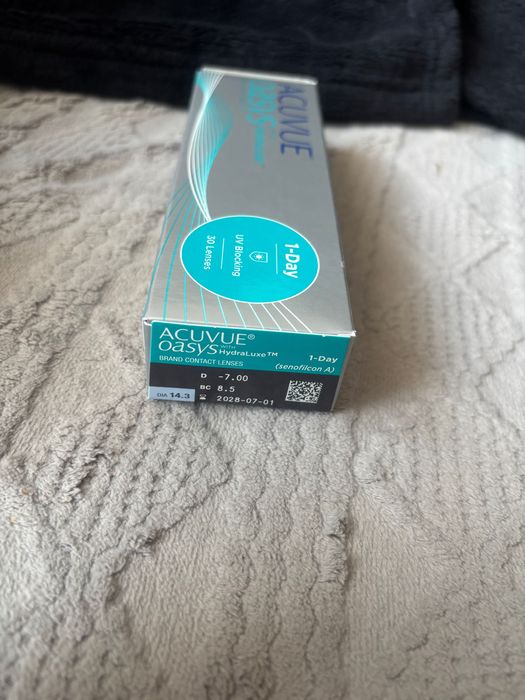 ACUVUE
OASYS
1-Day
UV Blocking
30 Lenses
ACUVUE®
OASYS WITH HydraLuxe™
1-Day
BRAND CONTACT LENSES
(senofilcon A)
D -7.00
BC 8.5
DIA 14.3
2028-07-01